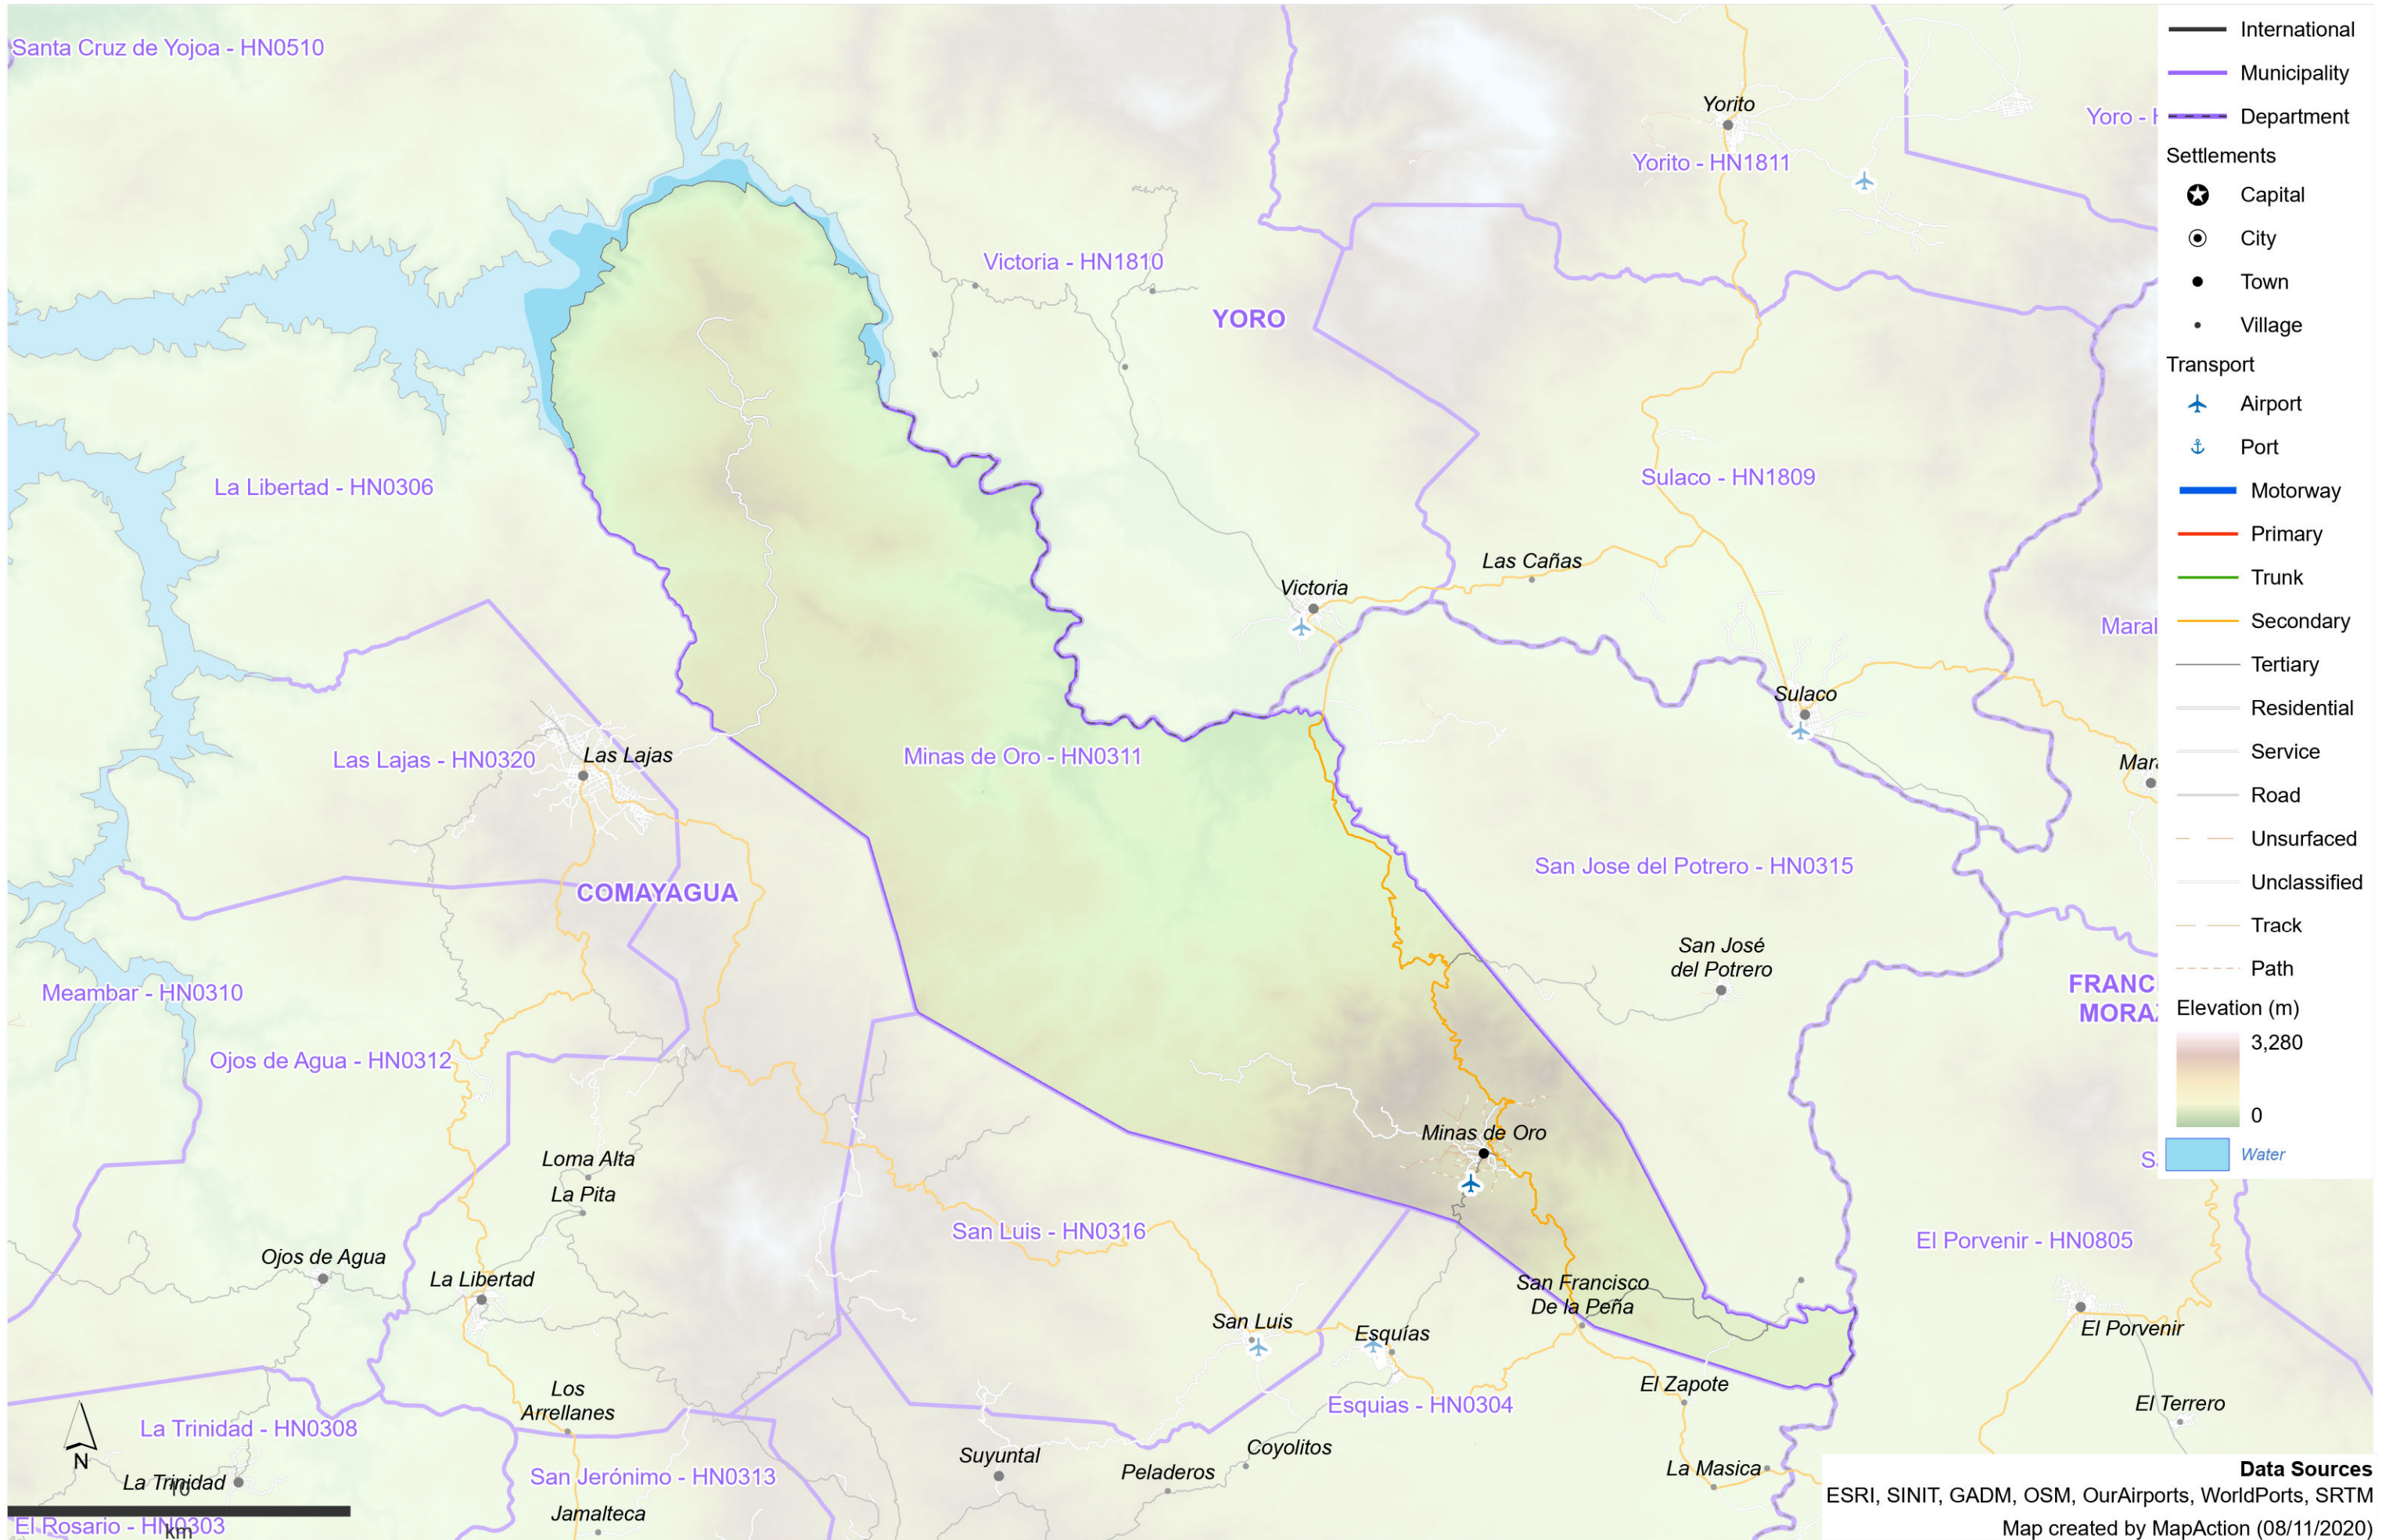 Santa Cruz de Yojoa - HN0510
Yorito
Yorito - HN1811
Yoro - H
Victoria - HN1810
YORO
La Libertad - HN0306
Sulaco - HN1809
Las Cañas
Victoria
Maral
Sulaco
Las Lajas - HN0320
Las Lajas
Minas de Oro - HN0311
Mara
COMAYAGUA
San Jose del Potrero - HN0315
San José
del Potrero
Meambar - HN0310
FRANC
MORAZ
Ojos de Agua - HN0312
Minas de Oro
Loma Alta
La Pita
San Luis - HN0316
El Porvenir - HN0805
Ojos de Agua
La Libertad
San Francisco
De la Peña
San Luis
Esquías
El Porvenir
Los
Arrellanes
El Zapote
Esquias - HN0304
El Terrero
La Trinidad - HN0308
Coyolitos
Suyuntal
Peladeros
La Masica
San Jerónimo - HN0313
La Trinidad
Jamalteca
El Rosario - HN0303
N
10
km
International
Municipality
Department
Settlements
Capital
City
Town
Village
Transport
Airport
Port
Motorway
Primary
Trunk
Secondary
Tertiary
Residential
Service
Road
Unsurfaced
Unclassified
Track
Path
Elevation (m)
3,280
0
Water
Data Sources
ESRI, SINIT, GADM, OSM, OurAirports, WorldPorts, SRTM
Map created by MapAction (08/11/2020)